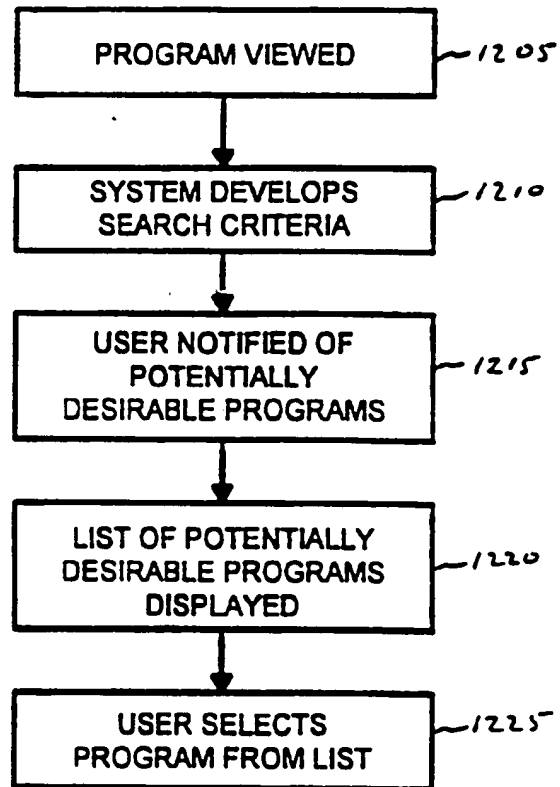 PROGRAM VIEWED
1205
SYSTEM DEVELOPS
SEARCH CRITERIA
1210
USER NOTIFIED OF
POTENTIALLY
DESIRABLE PROGRAMS
1215
LIST OF POTENTIALLY
DESIRABLE PROGRAMS
DISPLAYED
1220
USER SELECTS
PROGRAM FROM LIST
1225